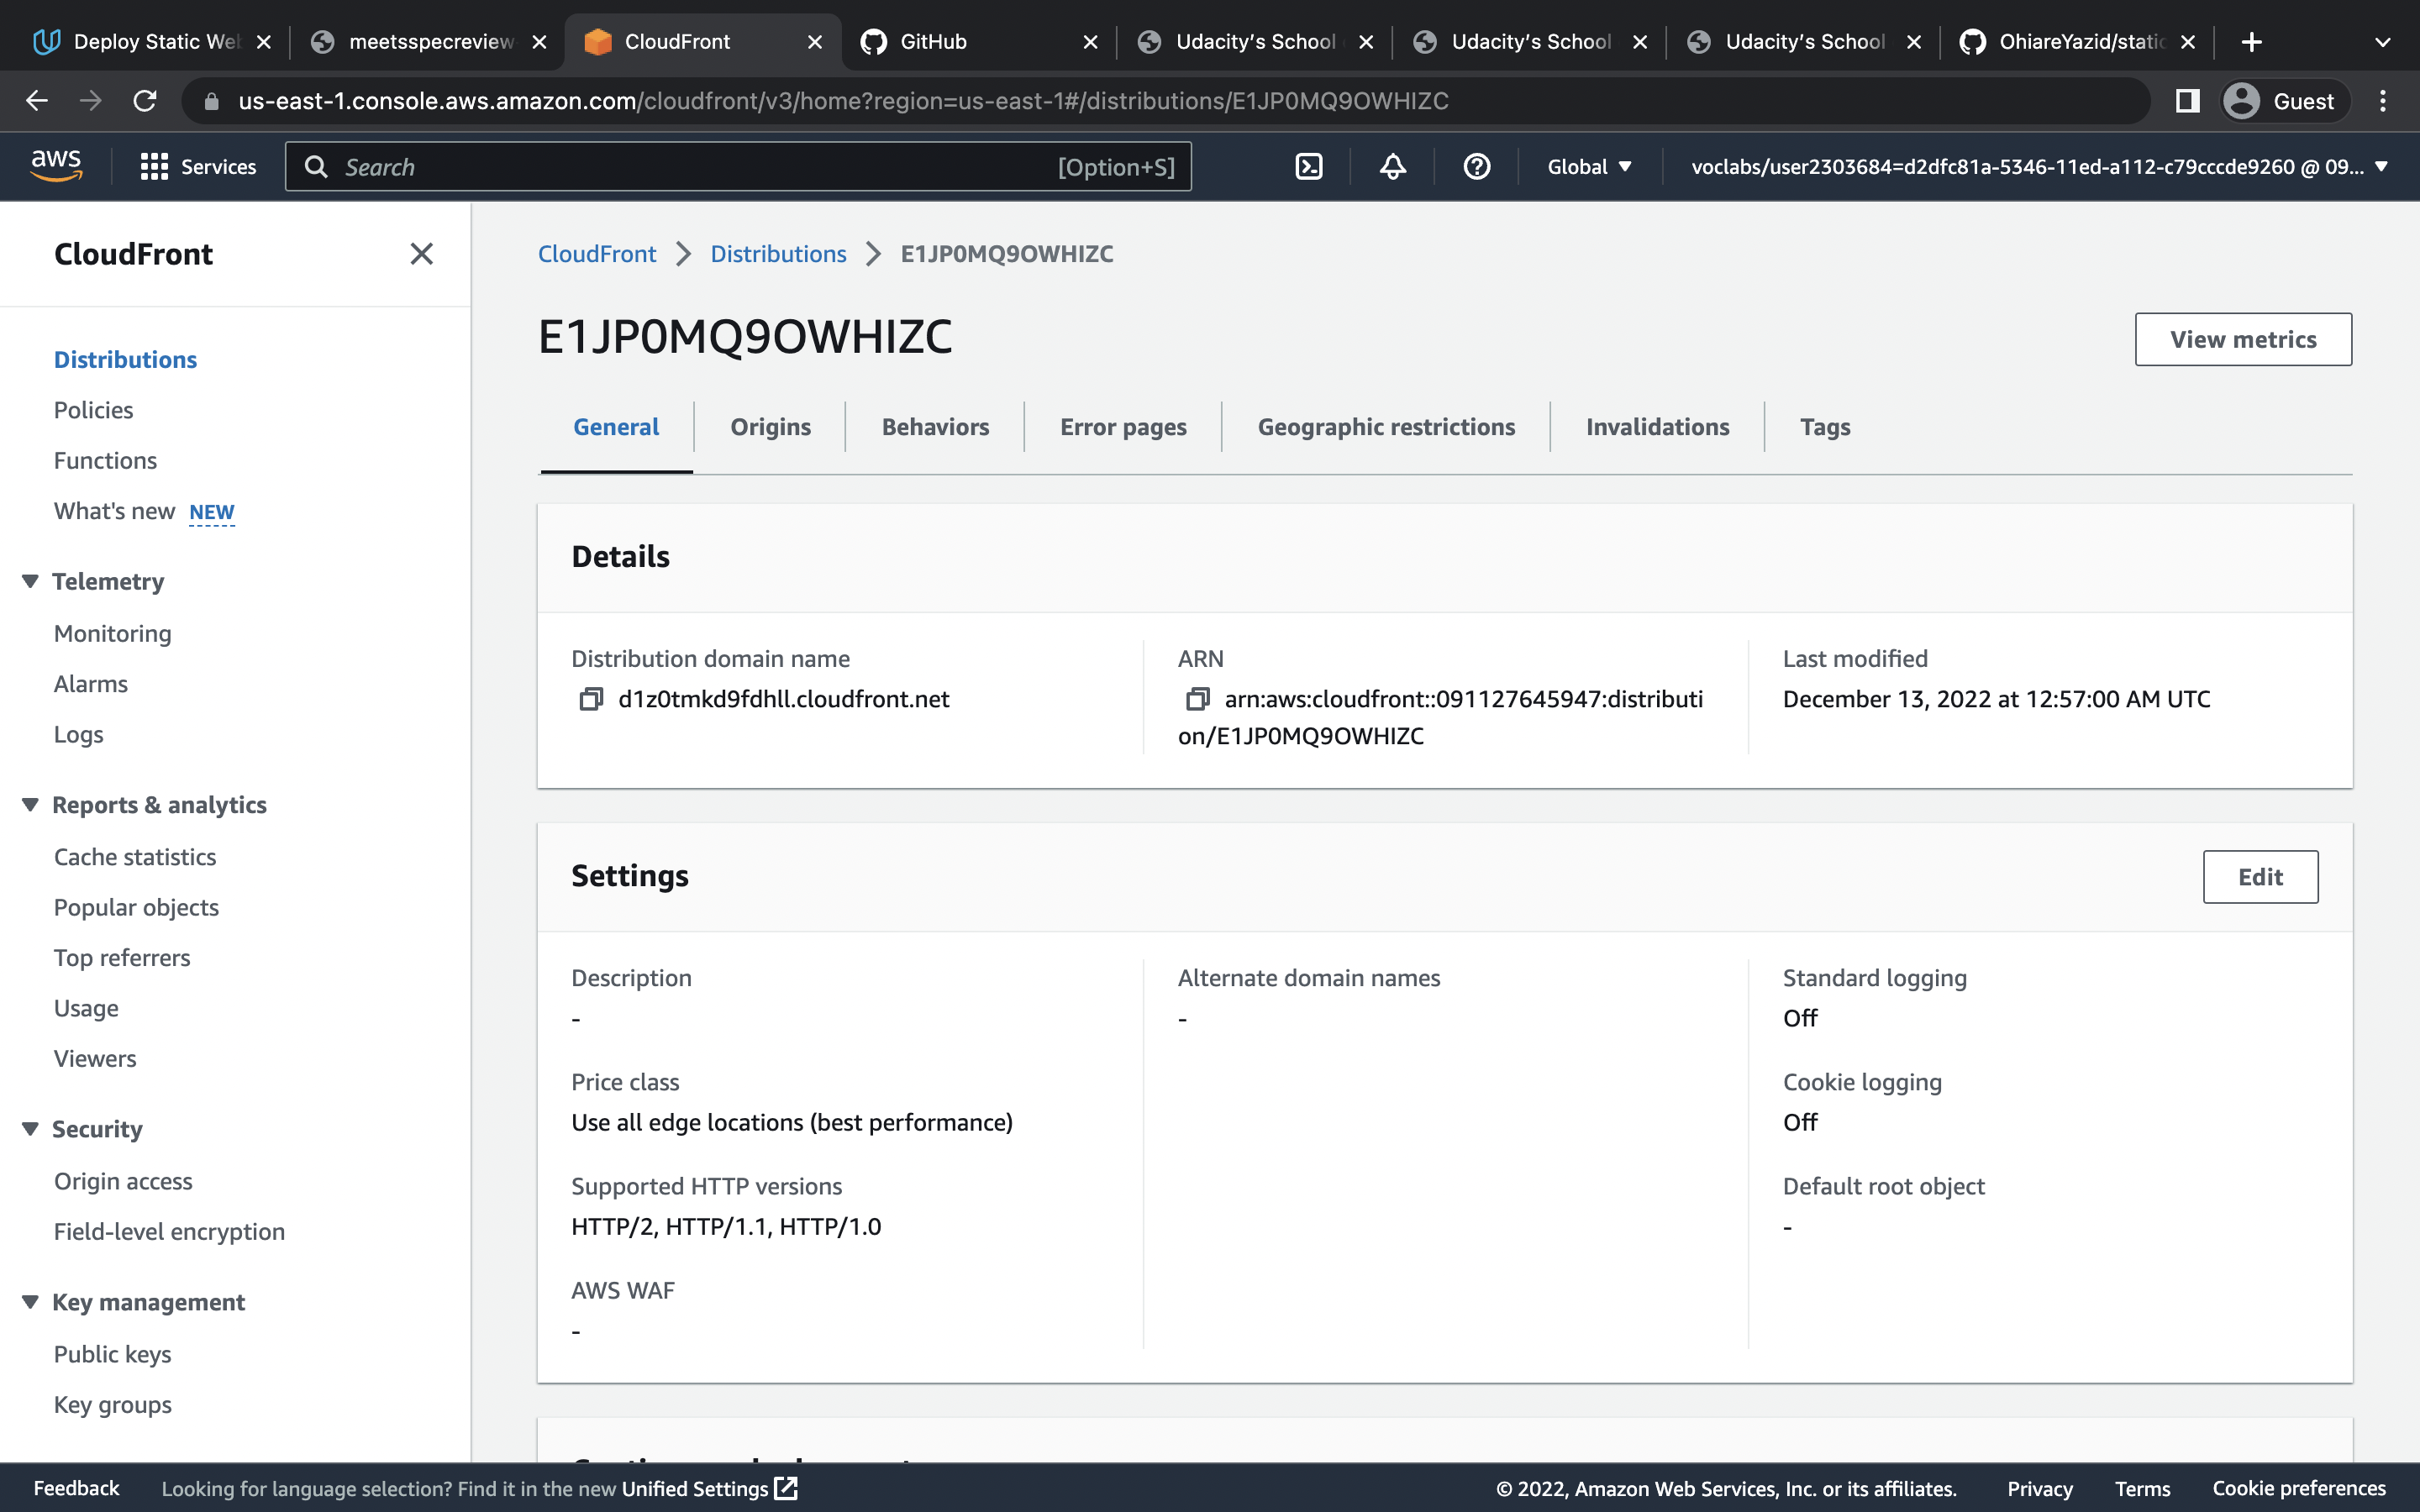 Deploy Static Web
meetsspecreview
CloudFront
GitHub
Udacity's School
Udacity's School
Udacity's School
OhiareYazid/static
us-east-1.console.aws.amazon.com/cloudfront/v3/home?region=us-east-1#/distributions/E1JP0MQ9OWHIZC
Guest
aws
Services
Search
[Option+S]
Global
voclabs/user2303684=d2dfc81a-5346-11ed-a112-c79cccde9260 @ 09...
CloudFront
Distributions
Policies
Functions
What's new NEW
Telemetry
Monitoring
Alarms
Logs
Reports & analytics
Cache statistics
Popular objects
Top referrers
Usage
Viewers
Security
Origin access
Field-level encryption
Key management
Public keys
Key groups
CloudFront
Distributions
E1JP0MQ9OWHIZC
E1JP0MQ9OWHIZC
View metrics
General
Origins
Behaviors
Error pages
Geographic restrictions
Invalidations
Tags
Details
Distribution domain name
d1z0tmkd9fdhll.cloudfront.net
ARN
arn:aws:cloudfront::091127645947:distributi
on/E1JP0MQ9OWHIZC
Last modified
December 13, 2022 at 12:57:00 AM UTC
Settings
Edit
Description
-
Price class
Use all edge locations (best performance)
Supported HTTP versions
HTTP/2, HTTP/1.1, HTTP/1.0
AWS WAF
-
Alternate domain names
-
Standard logging
Off
Cookie logging
Off
Default root object
-
Feedback
Looking for language selection? Find it in the new Unified Settings
© 2022, Amazon Web Services, Inc. or its affiliates.
Privacy
Terms
Cookie preferences